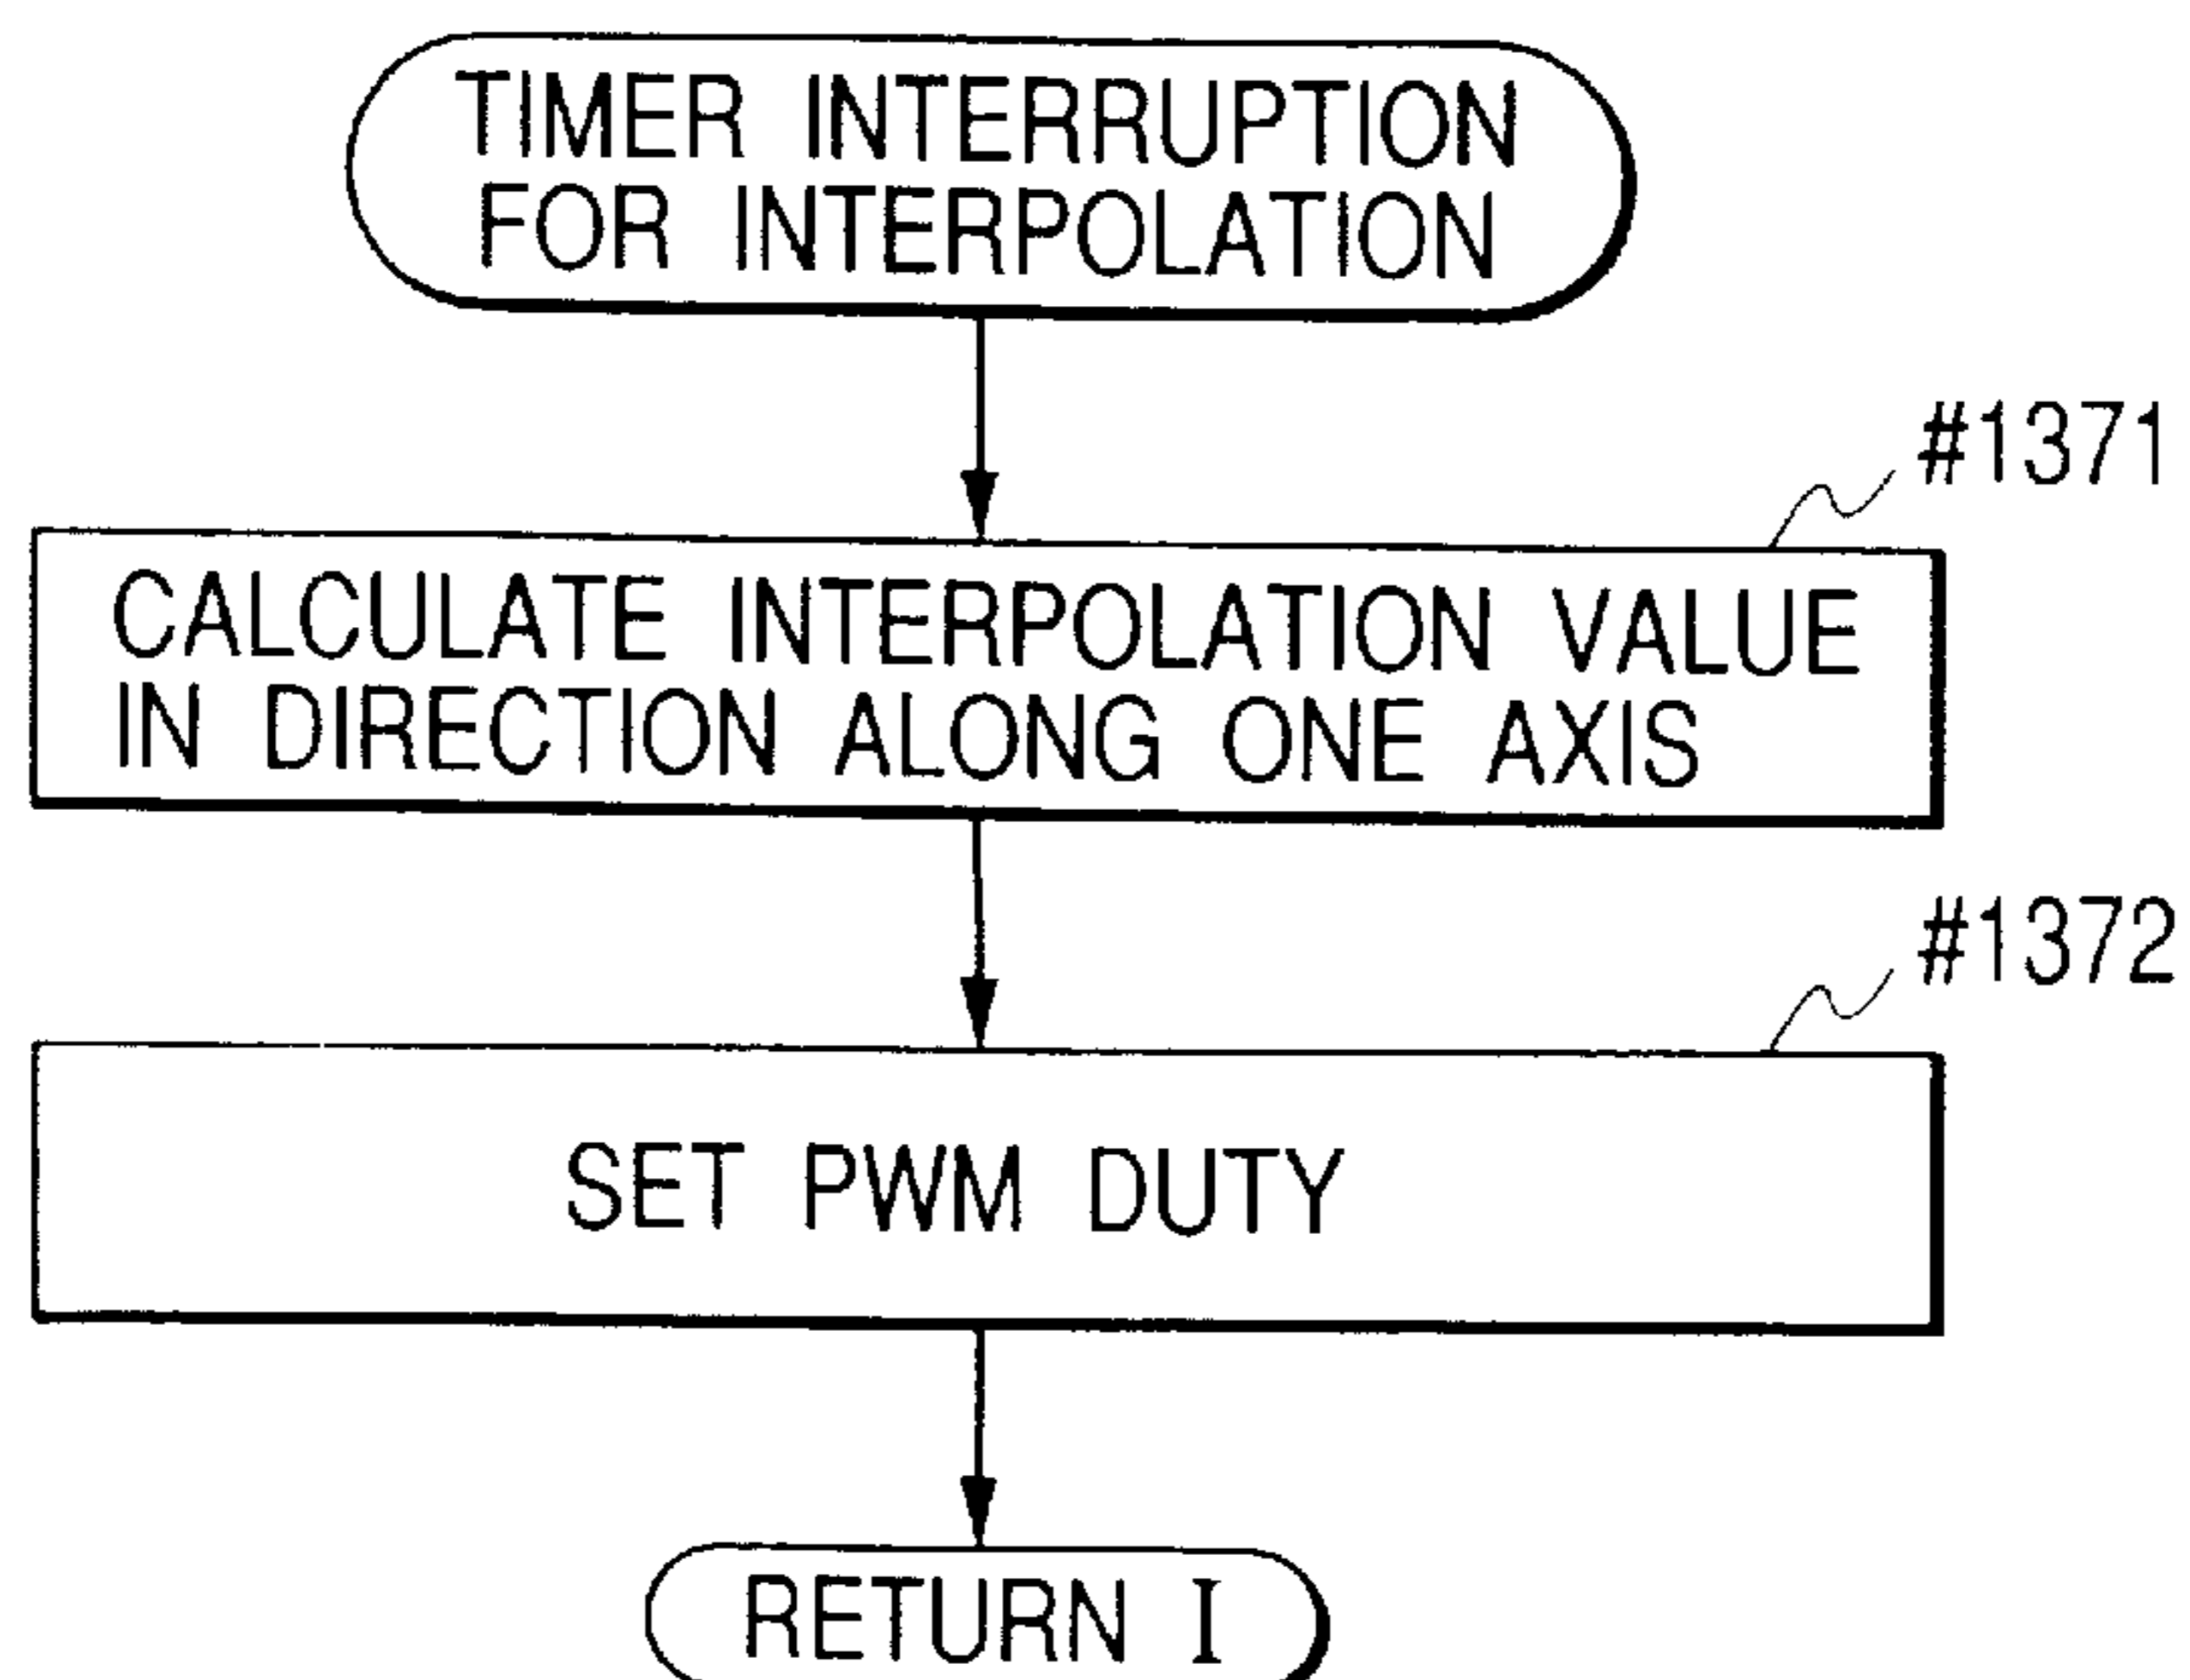 TIMER INTERRUPTION
FOR INTERPOLATION
#1371
CALCULATE INTERPOLATION VALUE
IN DIRECTION ALONG ONE AXIS
#1372
SET PWM DUTY
RETURN I